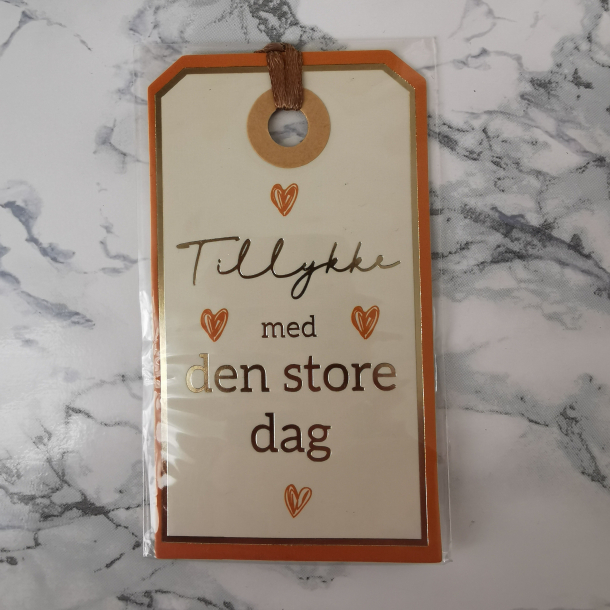 Tillykke
med
den store
dag